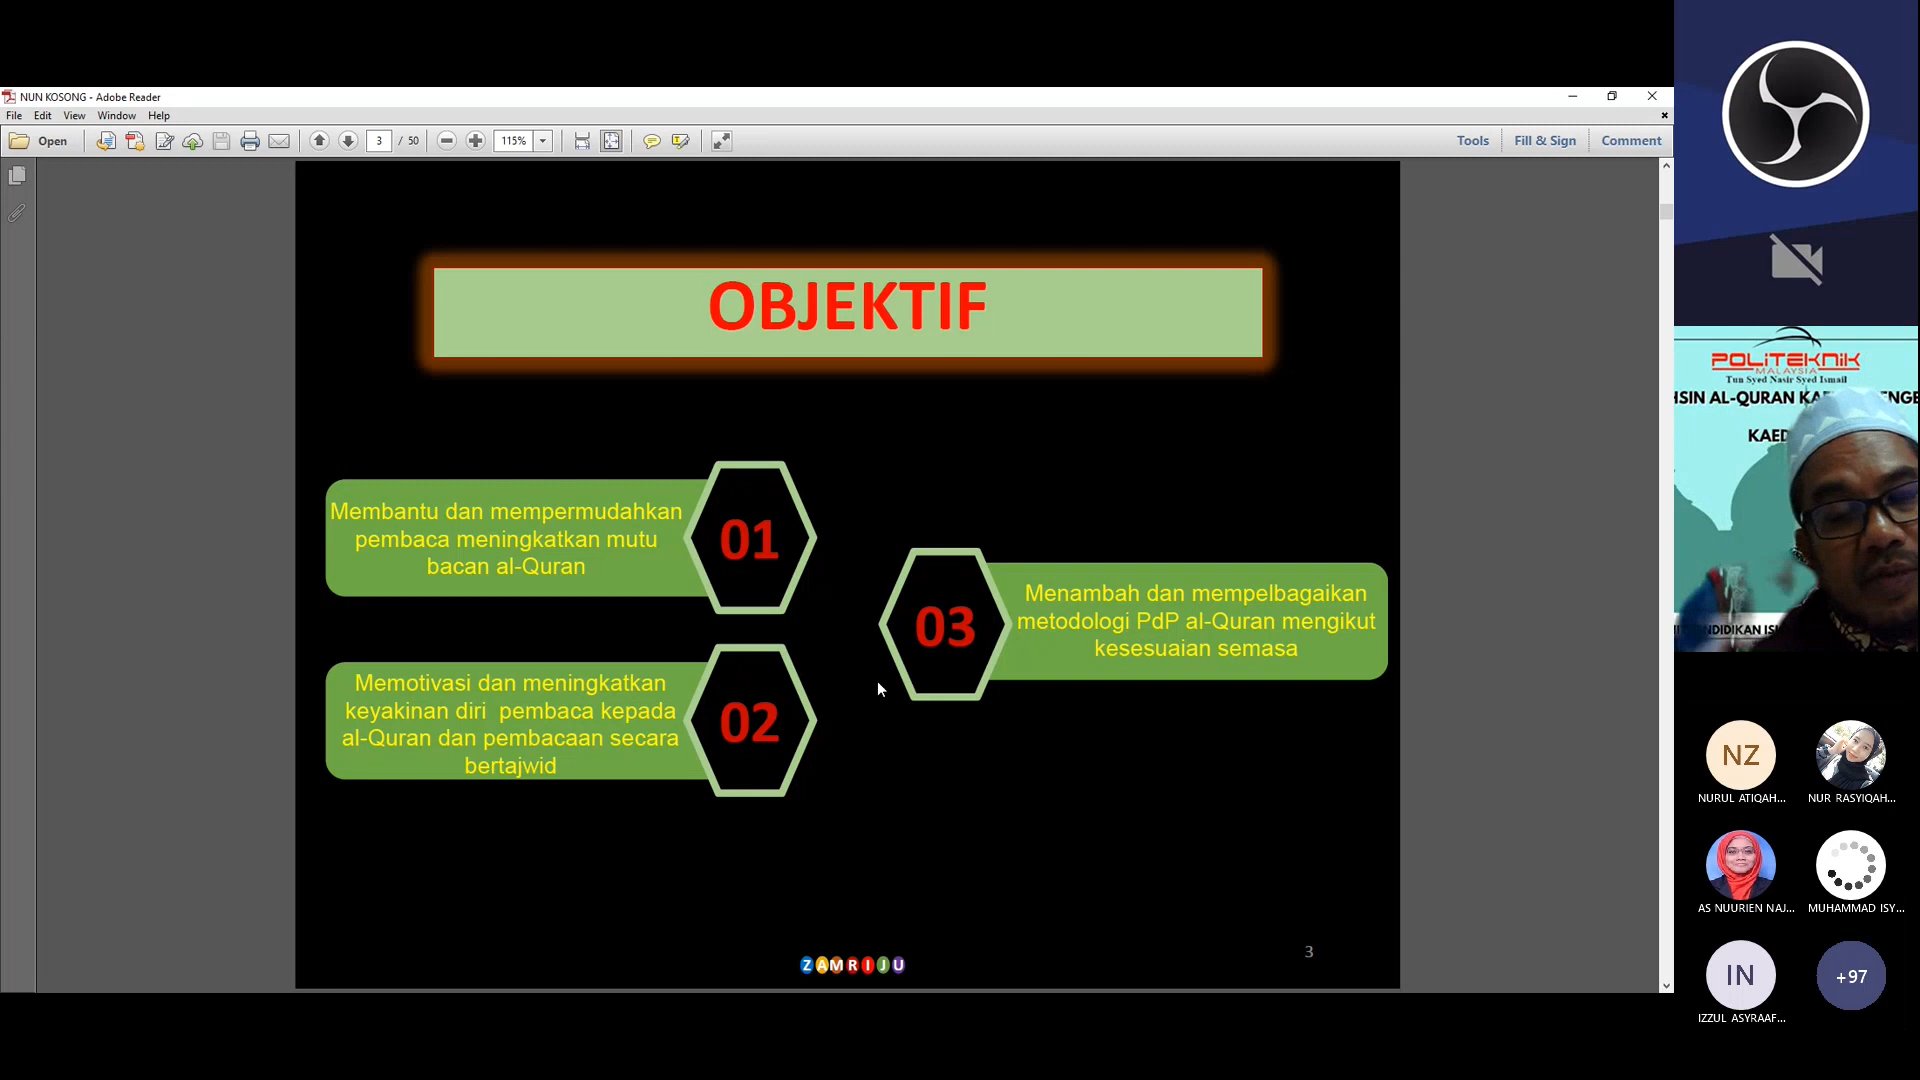 NUN KOSONG - Adobe Reader
File Edit View Window Help
Open 3 / 50 115% Tools Fill & Sign Comment
OBJEKTIF
Membantu dan mempermudahkan
pembaca meningkatkan mutu
bacan al-Quran
01
Memotivasi dan meningkatkan
keyakinan diri pembaca kepada
al-Quran dan pembacaan secara
bertajwid
02
03
Menambah dan mempelbagaikan
metodologi PdP al-Quran mengikut
kesesuaian semasa
ZAMRIJU
3
POLITEKNIK
MALAYSIA
Tun Syed Nasir Syed Ismail
AL-QURAN
NZ
NURUL ATIQAH...
NUR RASYIQAH...
AS NUURIEN NAJ...
MUHAMMAD ISY...
IN
IZZUL ASYRAAF...
+97